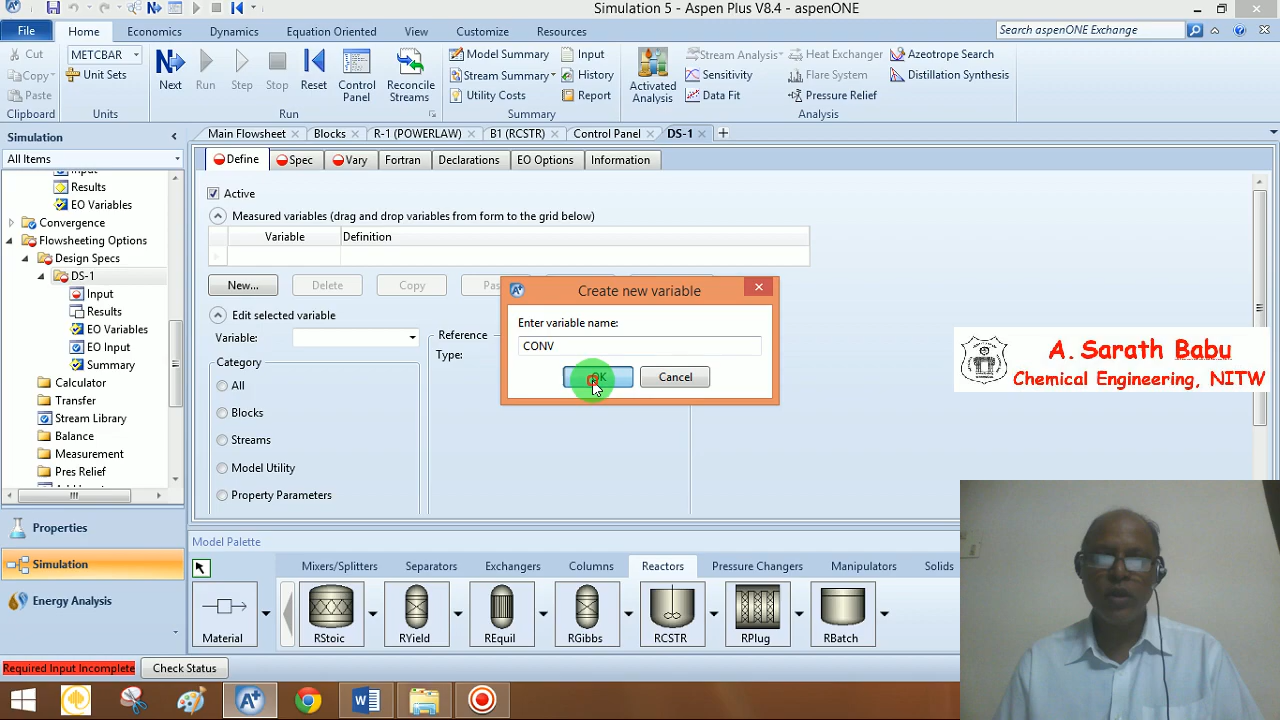 Simulation 5 - Aspen Plus V8.4 - aspenONE
File
Home
Economics
Dynamics
Equation Oriented
View
Customize
Resources
Search aspenONE Exchange
Cut
METCBAR
Copy
Unit Sets
Paste
Next
Run
Step
Stop
Reset
Control Panel
Reconcile Streams
Model Summary
Input
Stream Summary
History
Utility Costs
Report
Activated Analysis
Stream Analysis
Heat Exchanger
Azeotrope Search
Sensitivity
Flare System
Distillation Synthesis
Data Fit
Pressure Relief
Clipboard
Units
Run
Summary
Analysis
Simulation
All Items
Main Flowsheet
Blocks
R-1 (POWERLAW)
B1 (RCSTR)
Control Panel
DS-1
Define
Spec
Vary
Fortran
Declarations
EO Options
Information
Results
EO Variables
Convergence
Flowsheeting Options
Design Specs
DS-1
Input
Results
EO Variables
EO Input
Summary
Calculator
Transfer
Stream Library
Balance
Measurement
Pres Relief
Active
Measured variables (drag and drop variables from form to the grid below)
Variable
Definition
New...
Delete
Copy
Edit selected variable
Variable:
Reference
Type:
Category
All
Blocks
Streams
Model Utility
Property Parameters
Create new variable
Enter variable name:
CONV
OK
Cancel
A. Sarath Babu
Chemical Engineering, NITW
Properties
Simulation
Energy Analysis
Model Palette
Mixers/Splitters
Separators
Exchangers
Columns
Reactors
Pressure Changers
Manipulators
Solids
Material
RStoic
RYield
REquil
RGibbs
RCSTR
RPlug
RBatch
Required Input Incomplete
Check Status